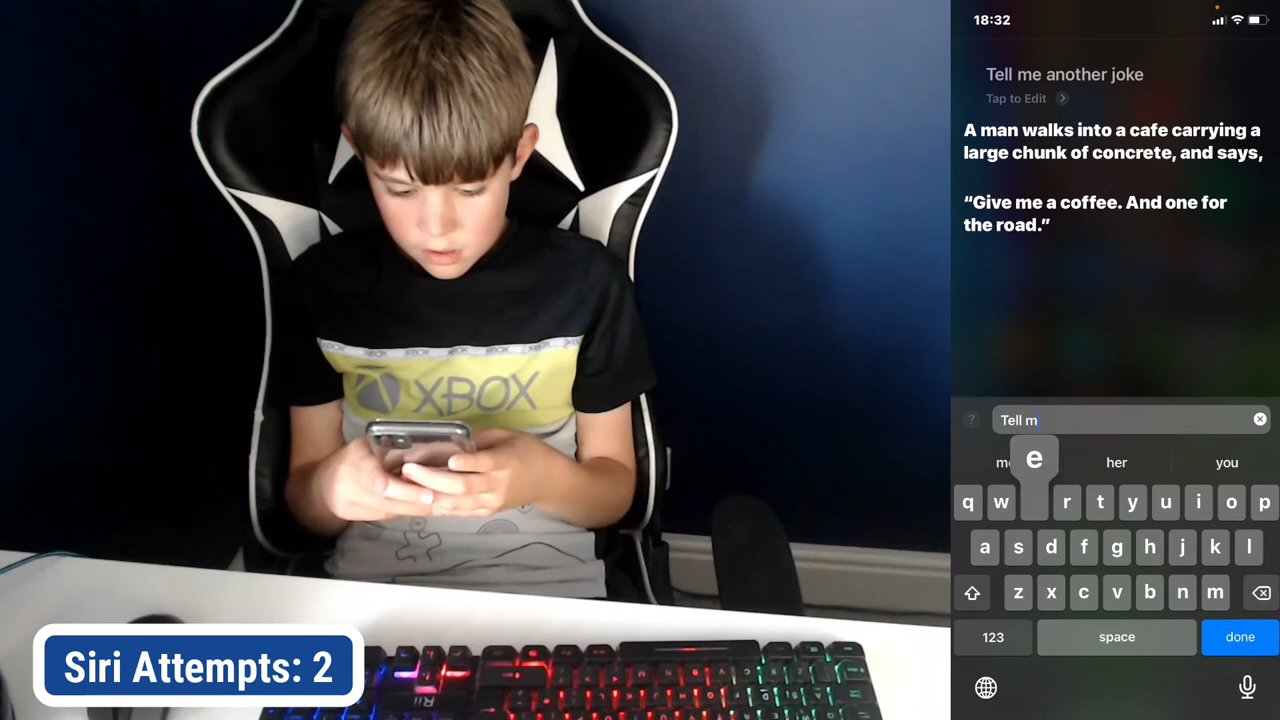 XBOX
Rii
Siri Attempts: 2
18:32
Tell me another joke
Tap to Edit
A man walks into a cafe carrying a
large chunk of concrete, and says,
“Give me a coffee. And one for
the road.”
? Tell m
e her you
q w r t y u i o p
a s d f g h j k l
z x c v b n m
123 space done